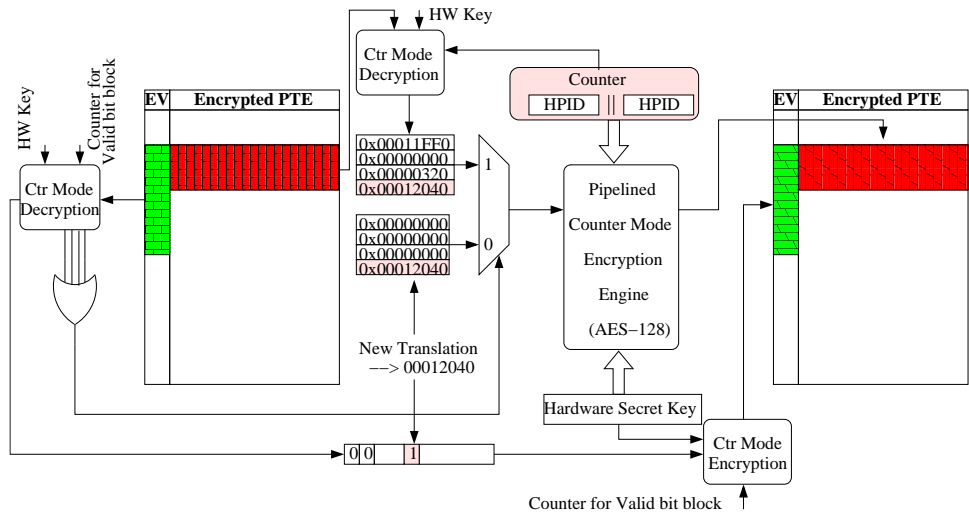 HW Key
Ctr Mode
Decryption
Counter
HPID || HPID
EV Encrypted PTE
EV Encrypted PTE
HW Key
Counter for
Valid bit block
Ctr Mode
Decryption
0x00011FF0
0x00000000
0x00000320
0x00012040
1
0x00000000
0x00000000
0x00000000
0x00012040
0
Pipelined
Counter Mode
Encryption
Engine
(AES−128)
New Translation
−−> 00012040
Hardware Secret Key
0 0 1
Ctr Mode
Encryption
Counter for Valid bit block